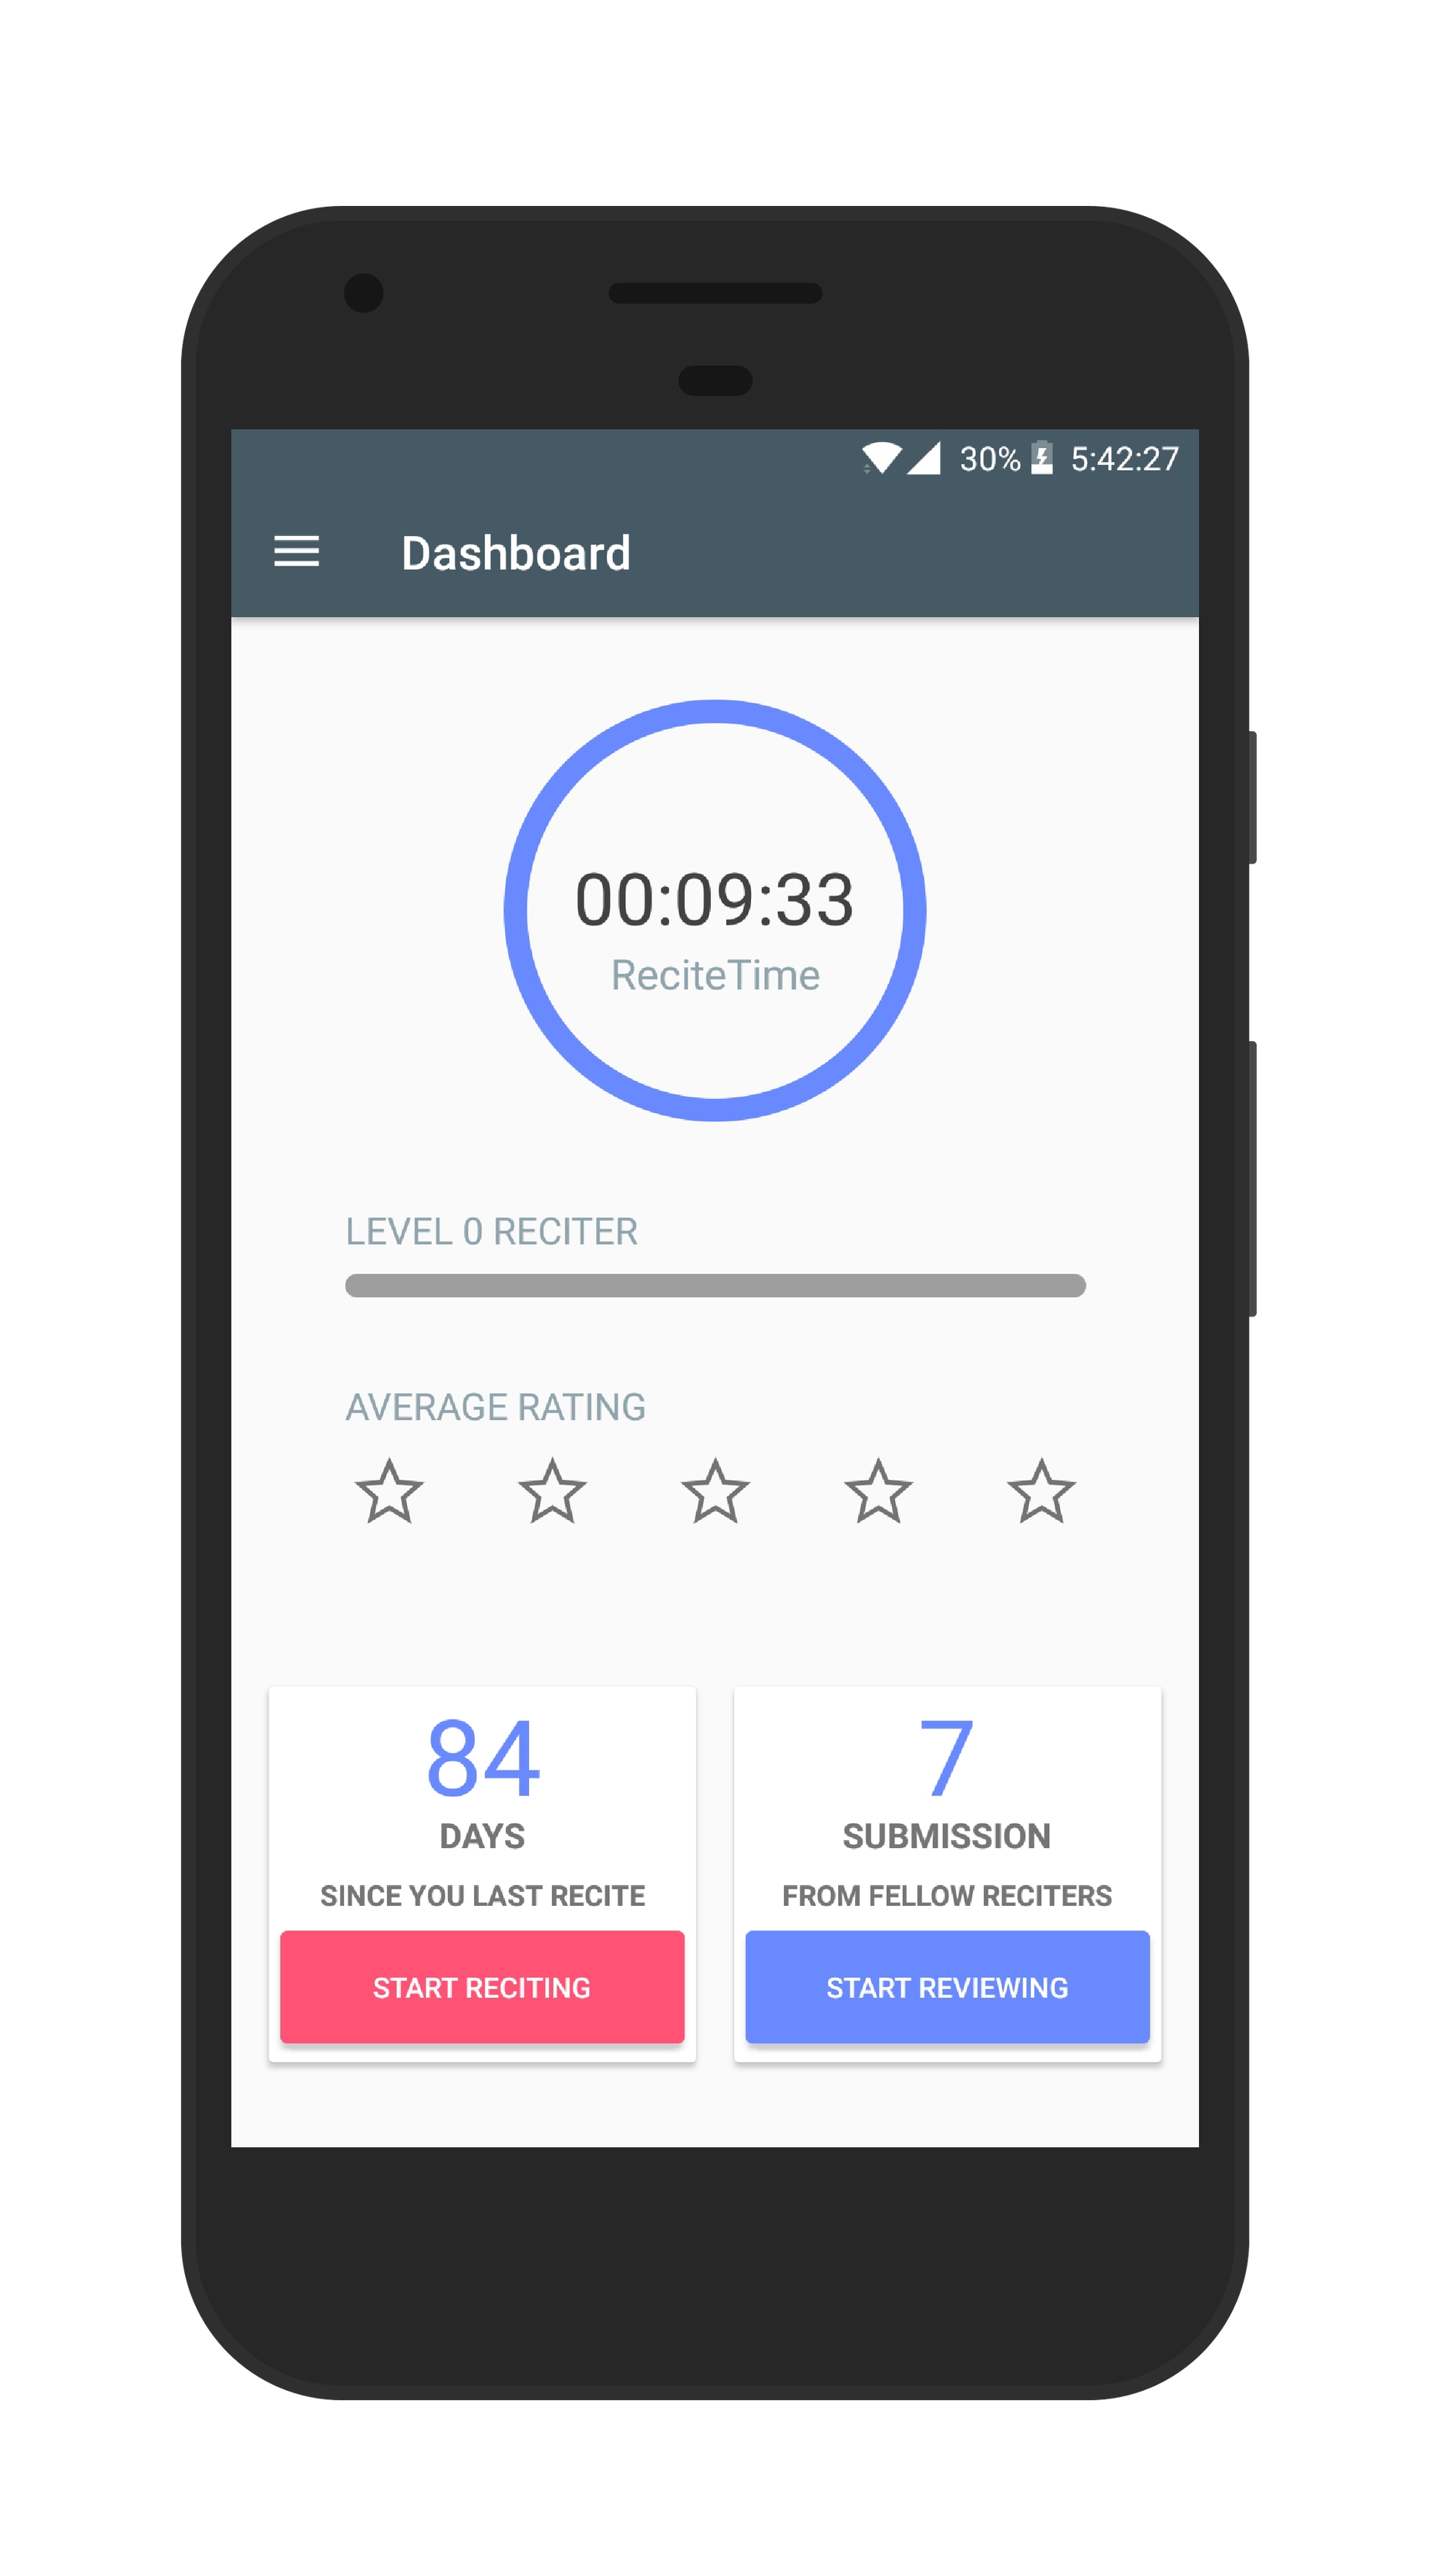 30% 5:42:27
Dashboard
00:09:33
ReciteTime
LEVEL 0 RECITER
AVERAGE RATING
84
DAYS
SINCE YOU LAST RECITE
START RECITING
7
SUBMISSION
FROM FELLOW RECITERS
START REVIEWING